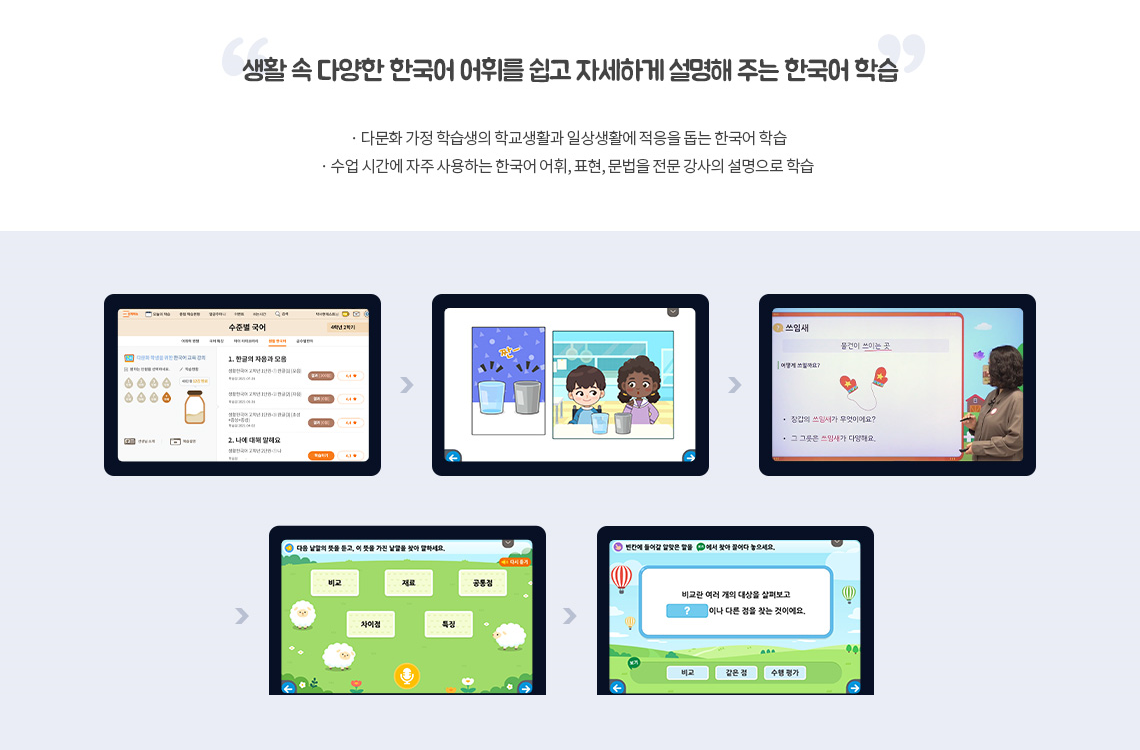 생활 속 다양한 한국어 어휘를 쉽고 자세하게 설명해 주는 한국어 학습
· 다문화 가정 학습생의 학교생활과 일상생활에 적응을 돕는 한국어 학습
· 수업 시간에 자주 사용하는 한국어 어휘, 표현, 문법을 전문 강사의 설명으로 학습
수준별 국어
4학년 2학기
1. 한글의 자음과 모음
2. 나에 대해 말해요
짠~
쓰임새
물건이 쓰이는 곳
어떻게 쓰일까요?
• 장갑의 쓰임새가 무엇이에요?
• 그 그릇은 쓰임새가 다양해요.
다음 낱말의 뜻을 듣고, 이 뜻을 가진 낱말을 찾아 말하세요.
다시 듣기
비교
재료
공통점
차이점
특징
빈칸에 들어갈 알맞은 말을 보기 에서 찾아 끌어다 놓으세요.
비교란 여러 개의 대상을 살펴보고
? 이나 다른 점을 찾는 것이에요.
보기
비교
같은 점
수행 평가